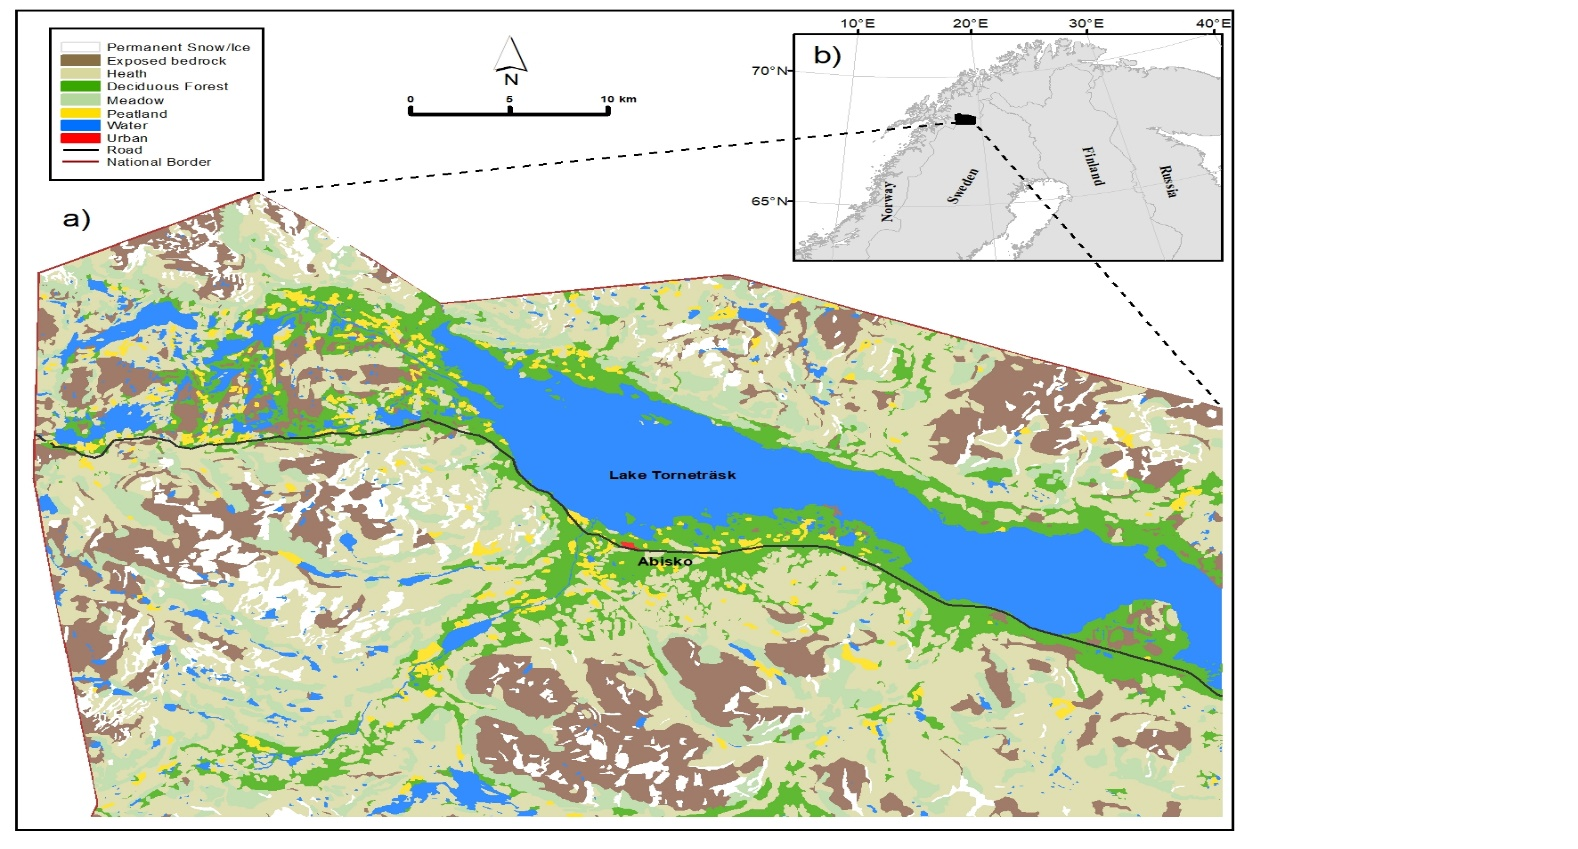 Permanent Snow/Ice
Exposed bedrock
Heath
Deciduous Forest
Meadow
Peatland
Water
Urban
Road
National Border
N
0 5 10 km
a)
10°E 20°E 30°E 40°E
b)
70°N
65°N
Norway
Sweden
Finland
Russia
Lake Torneträsk
Abisko